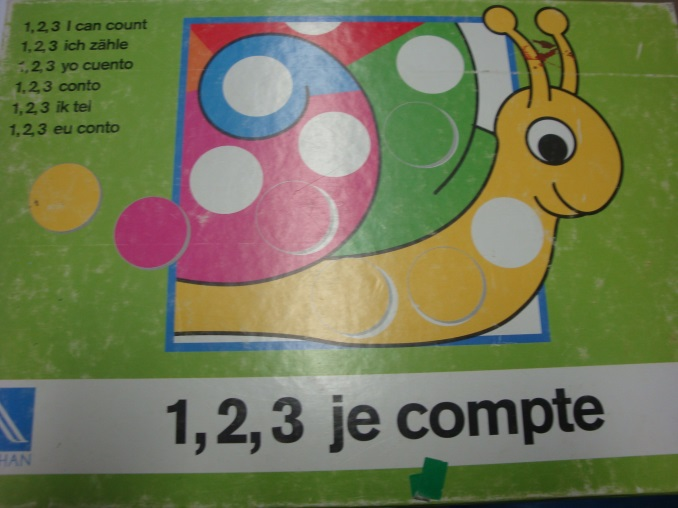 1, 2, 3 I can count
1, 2, 3 ich zähle
1, 2, 3 yo cuento
1, 2, 3 conto
1, 2, 3 ik tel
1, 2, 3 eu conto
1, 2, 3 je compte
HAN